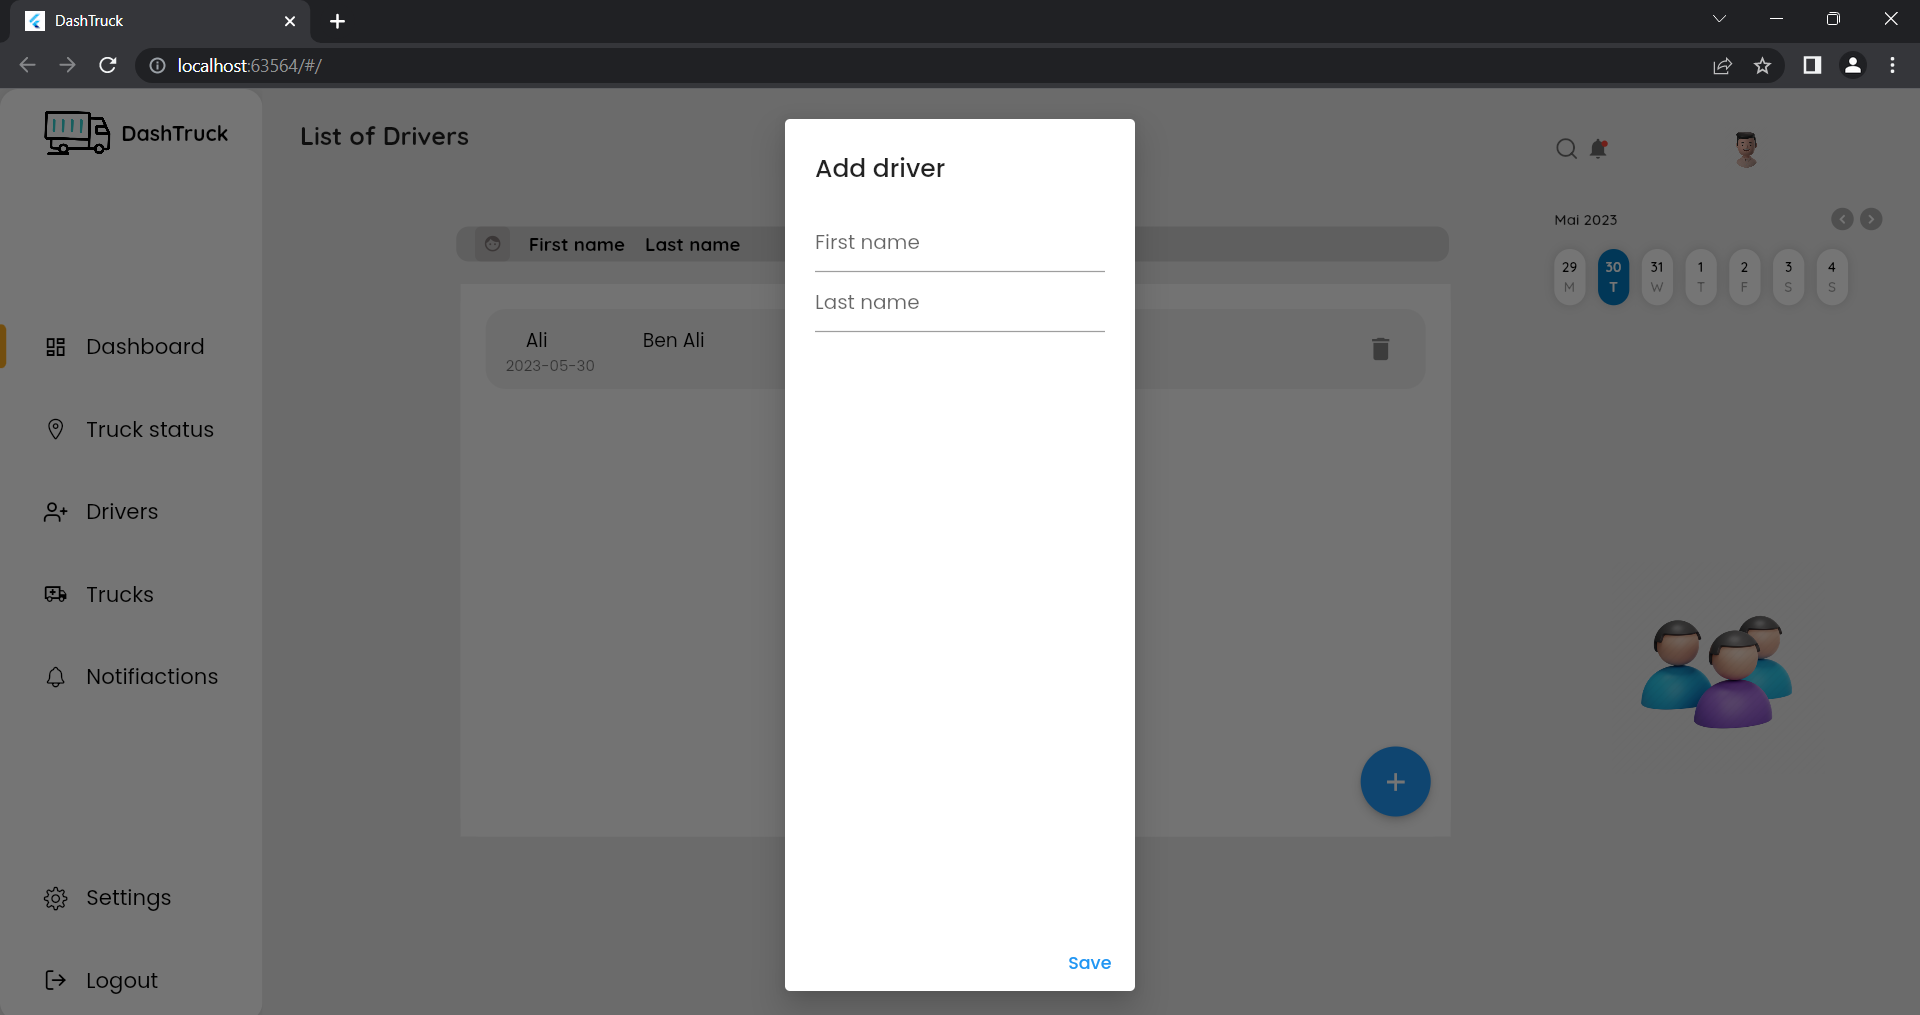 DashTruck
localhost:63564/#/
DashTruck
List of Drivers
Add driver
First name
Last name
Save
First name Last name
Ali Ben Ali
2023-05-30
Mai 2023
29 30 31 1 2 3 4
M T W T F S S
Dashboard
Truck status
Drivers
Trucks
Notifiactions
Settings
Logout